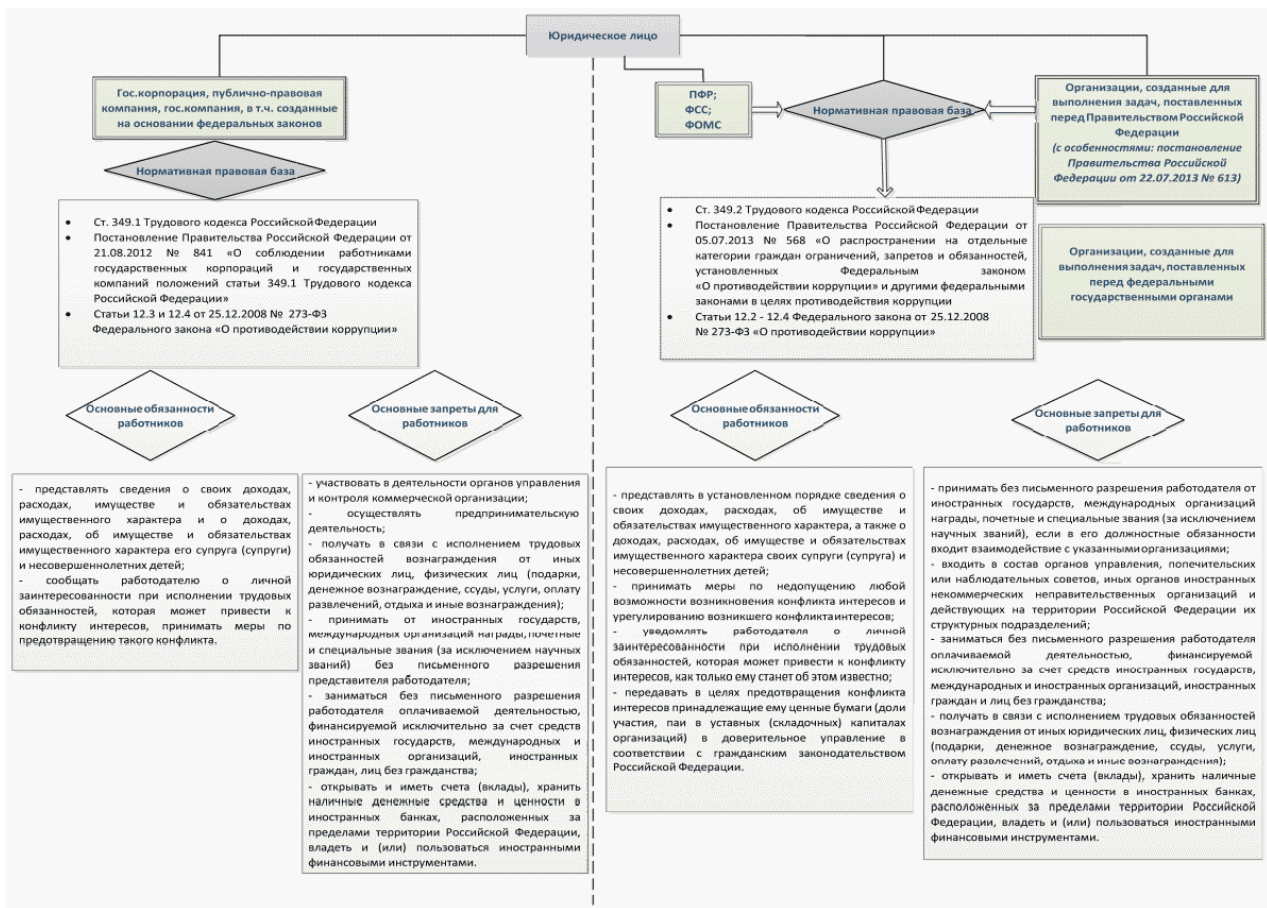 Юридическое лицо
Гос.корпорация, публично-правовая
компания, гос.компания, в т.ч. созданные
на основании федеральных законов
Нормативная правовая база
• Ст. 349.1 Трудового кодекса Российской Федерации
• Постановление Правительства Российской Федерации от
21.08.2012 № 841 «О соблюдении работниками
государственных корпораций и государственных
компаний положений статьи 349.1 Трудового кодекса
Российской Федерации»
• Статьи 12.3 и 12.4 от 25.12.2008 № 273-ФЗ
Федерального закона «О противодействии коррупции»
Основные обязанности
работников
- представлять сведения о своих доходах,
расходах, имуществе и обязательствах
имущественного характера и о доходах,
расходах, об имуществе и обязательствах
имущественного характера его супруга (супруги)
и несовершеннолетних детей;
- сообщать работодателю о личной
заинтересованности при исполнении трудовых
обязанностей, которая может привести к
конфликту интересов, принимать меры по
предотвращению такого конфликта.
Основные запреты для
работников
- участвовать в деятельности органов управления
и контроля коммерческой организации;
- осуществлять предпринимательскую
деятельность;
- получать в связи с исполнением трудовых
обязанностей вознаграждения от иных
юридических лиц, физических лиц (подарки,
денежное вознаграждение, ссуды, услуги, оплату
развлечений, отдыха и иные вознаграждения);
- принимать от иностранных государств,
международных организаций награды, почетные
и специальные звания (за исключением научных
званий) без письменного разрешения
представителя работодателя;
- заниматься без письменного разрешения
работодателя оплачиваемой деятельностью,
финансируемой исключительно за счет средств
иностранных государств, международных и
иностранных организаций, иностранных
граждан, лиц без гражданства;
- открывать и иметь счета (вклады), хранить
наличные денежные средства и ценности в
иностранных банках, расположенных за
пределами территории Российской Федерации,
владеть и (или) пользоваться иностранными
финансовыми инструментами.
ПФР;
ФСС;
ФОМС
Нормативная правовая база
Организации, созданные для
выполнения задач, поставленных
перед Правительством Российской
Федерации
(с особенностями: постановление
Правительства Российской
Федерации от 22.07.2013 № 613)
• Ст. 349.2 Трудового кодекса Российской Федерации
• Постановление Правительства Российской Федерации от
05.07.2013 № 568 «О распространении на отдельные
категории граждан ограничений, запретов и обязанностей,
установленных Федеральным законом
«О противодействии коррупции» и другими федеральными
законами в целях противодействия коррупции
• Статьи 12.2 - 12.4 Федерального закона от 25.12.2008
№ 273-ФЗ «О противодействии коррупции»
Организации, созданные для
выполнения задач, поставленных
перед федеральными
государственными органами
Основные обязанности
работников
- представлять в установленном порядке сведения о
своих доходах, расходах, об имуществе и
обязательствах имущественного характера, а также о
доходах, расходах, об имуществе и обязательствах
имущественного характера своих супруги (супруга) и
несовершеннолетних детей;
- принимать меры по недопущению любой
возможности возникновения конфликта интересов и
урегулированию возникшего конфликта интересов;
- уведомлять работодателя о личной
заинтересованности при исполнении трудовых
обязанностей, которая может привести к конфликту
интересов, как только ему станет об этом известно;
- передавать в целях предотвращения конфликта
интересов принадлежащие ему ценные бумаги (доли
участия, паи в уставных (складочных) капиталах
организаций) в доверительное управление в
соответствии с гражданским законодательством
Российской Федерации.
Основные запреты для
работников
- принимать без письменного разрешения работодателя от
иностранных государств, международных организаций
награды, почетные и специальные звания (за исключением
научных званий), если в его должностные обязанности
входит взаимодействие с указанными организациями;
- входить в состав органов управления, попечительских
или наблюдательных советов, иных органов иностранных
некоммерческих неправительственных организаций и
действующих на территории Российской Федерации их
структурных подразделений;
- заниматься без письменного разрешения работодателя
оплачиваемой деятельностью, финансируемой
исключительно за счет средств иностранных государств,
международных и иностранных организаций, иностранных
граждан и лиц без гражданства;
- получать в связи с исполнением трудовых обязанностей
вознаграждения от иных юридических лиц, физических лиц
(подарки, денежное вознаграждение, ссуды, услуги,
оплату развлечений, отдыха и иные вознаграждения);
- открывать и иметь счета (вклады), хранить наличные
денежные средства и ценности в иностранных банках,
расположенных за пределами территории Российской
Федерации, владеть и (или) пользоваться иностранными
финансовыми инструментами.